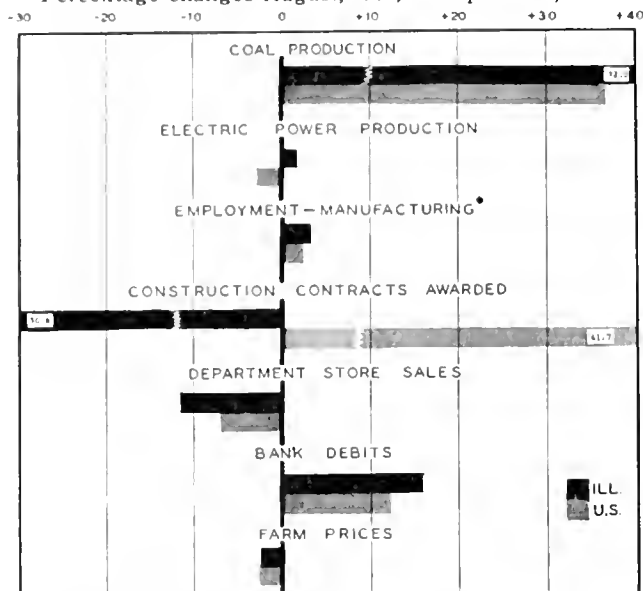 -30 -20 -10 0 +10 +20 +30 +40
COAL PRODUCTION
ELECTRIC POWER PRODUCTION
EMPLOYMENT—MANUFACTURING*
CONSTRUCTION CONTRACTS AWARDED
61.7
DEPARTMENT STORE SALES
BANK DEBITS
ILL.
U.S.
FARM PRICES